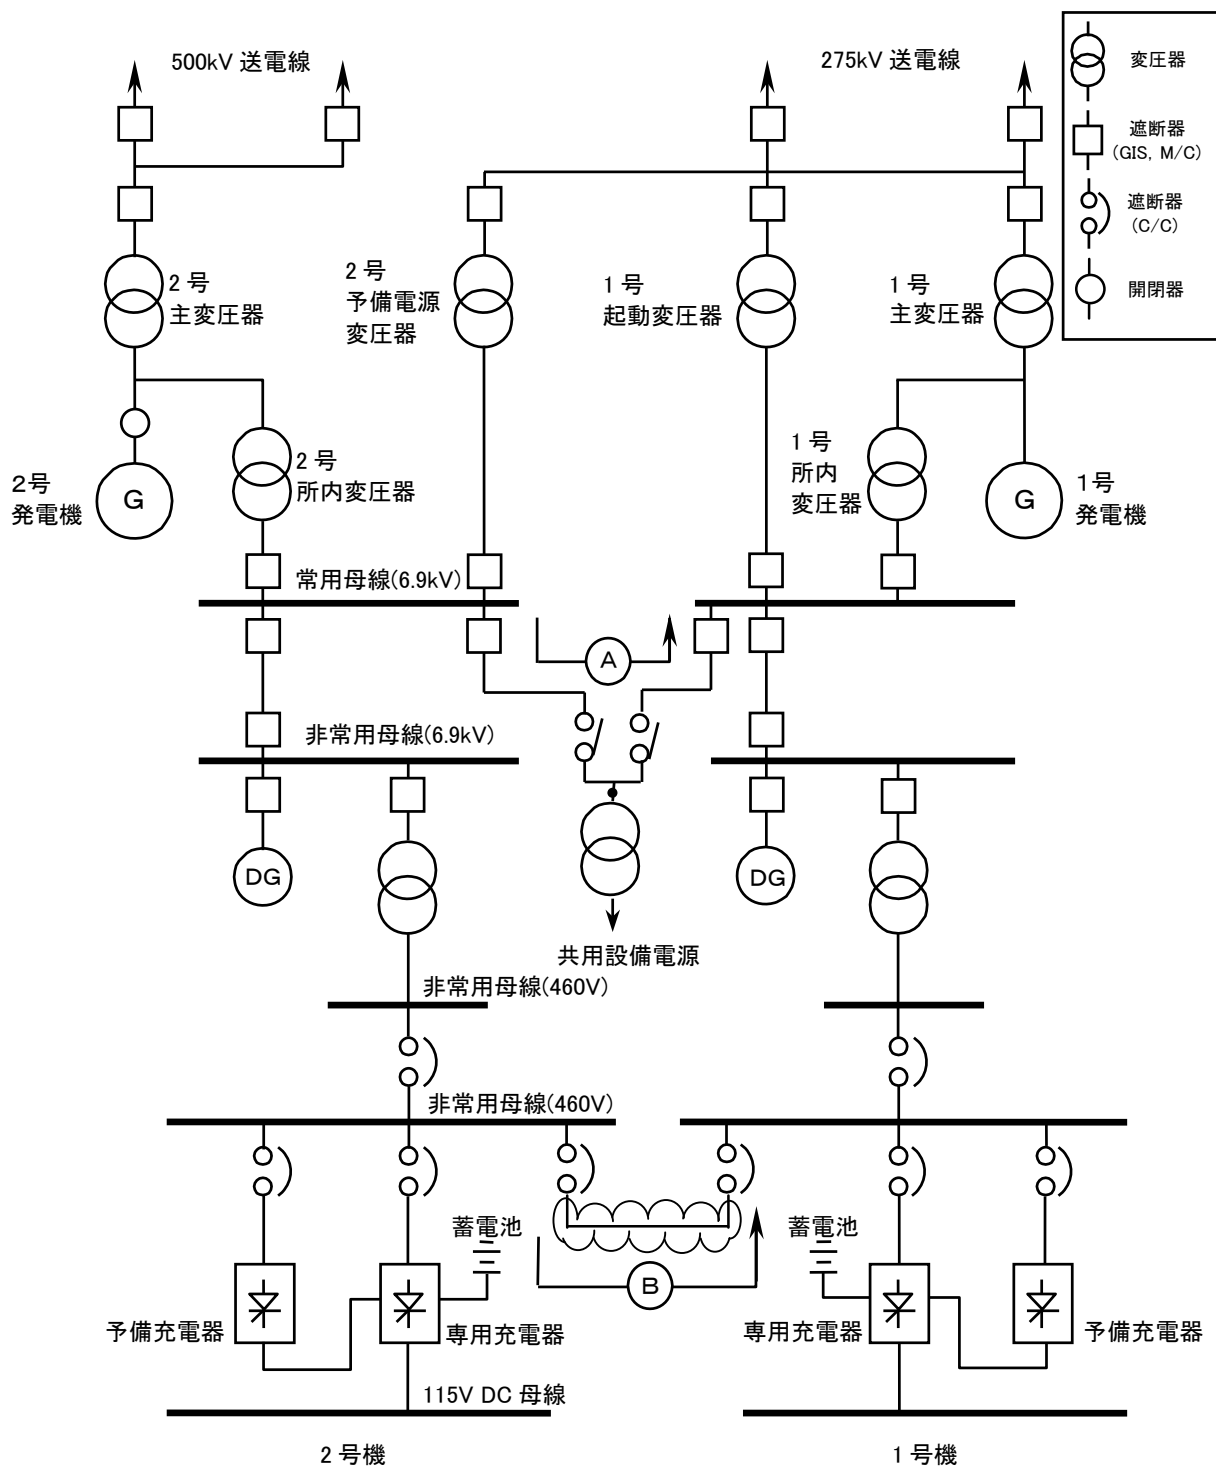 500kV 送電線
275kV 送電線
変圧器
遮断器
(GIS, M/C)
遮断器
(C/C)
開閉器
2 号
主変圧器
2 号
予備電源
変圧器
1 号
起動変圧器
1 号
主変圧器
2号
発電機
G
2 号
所内変圧器
1 号
所内
変圧器
G
1号
発電機
常用母線(6.9kV)
A
非常用母線(6.9kV)
DG
DG
共用設備電源
非常用母線(460V)
非常用母線(460V)
蓄電池
蓄電池
B
予備充電器
専用充電器
専用充電器
予備充電器
115V DC 母線
2 号機
1 号機